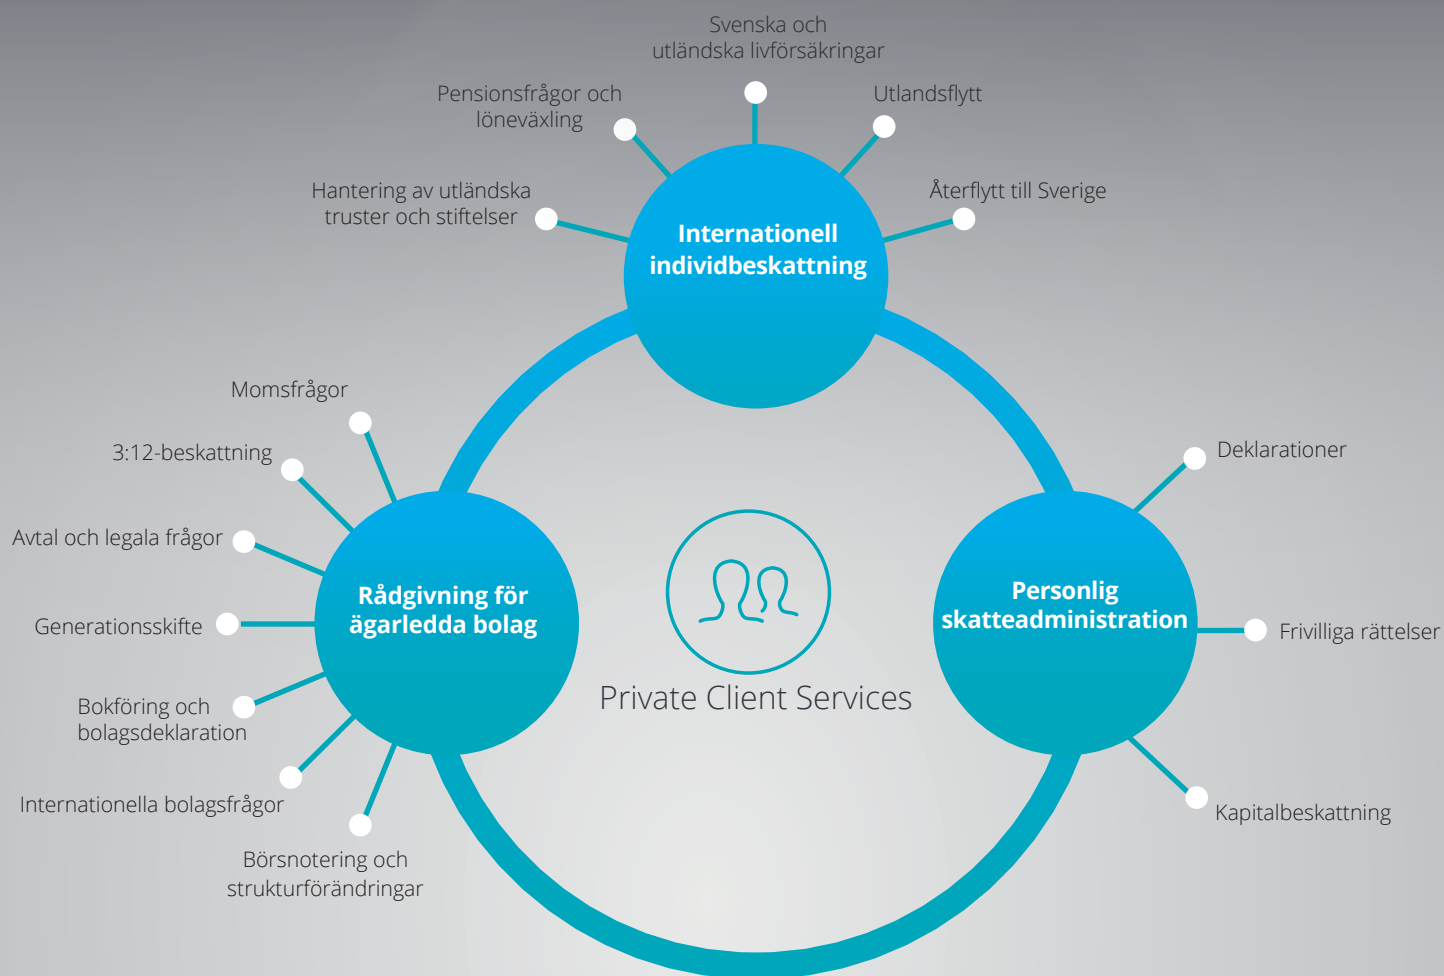 Svenska och
utländska livförsäkringar
Pensionsfrågor och
löneväxling
Utlandsflytt
Hantering av utländska
truster och stiftelser
Återflytt till Sverige
Internationell
individbeskattning
Momsfrågor
3:12-beskattning
Avtal och legala frågor
Generationsskifte
Bokföring och
bolagsdeklaration
Internationella bolagsfrågor
Börsnotering och
strukturförändringar
Rådgivning för
ägarledda bolag
Private Client Services
Personlig
skatteadministration
Deklarationer
Frivilliga rättelser
Kapitalbeskattning